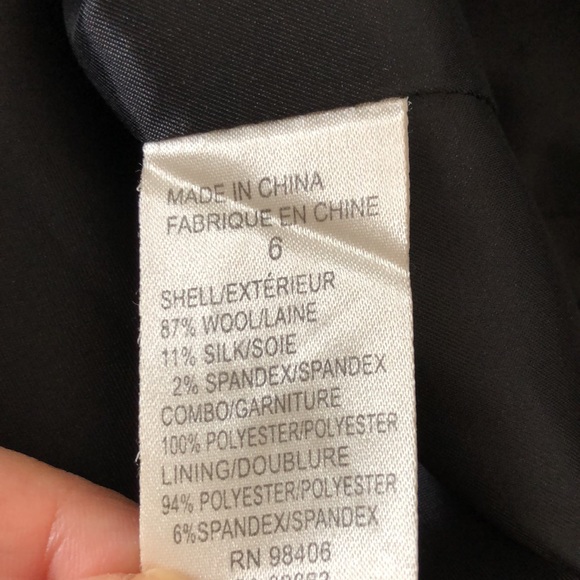 MADE IN CHINA
FABRIQUE EN CHINE
6
SHELL/EXTÉRIEUR
87% WOOL/LAINE
11% SILK/SOIE
2% SPANDEX/SPANDEX
COMBO/GARNITURE
100% POLYESTER/POLYESTER
LINING/DOUBLURE
94% POLYESTER/POLYESTER
6%SPANDEX/SPANDEX
RN 98406